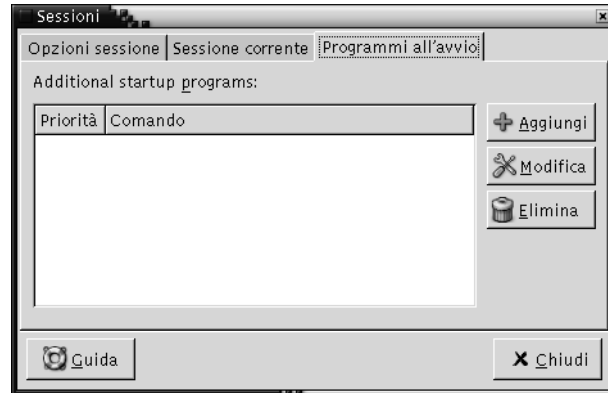 Sessioni
Opzioni sessione Sessione corrente Programmi all'avvio
Additional startup programs:
Priorità Comando
Aggiungi
Modifica
Elimina
Guida Chiudi